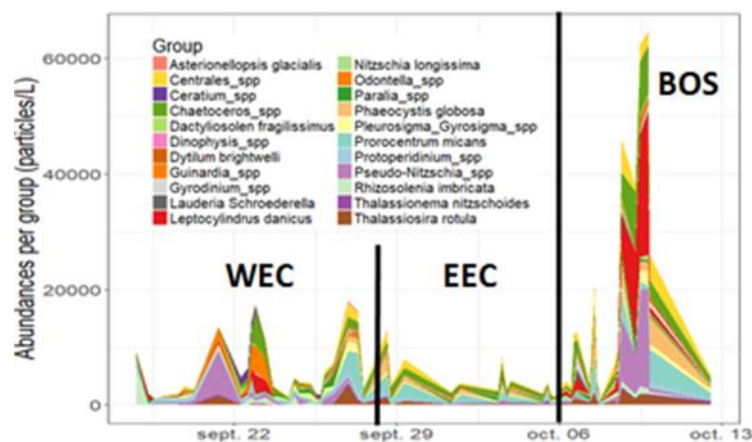 Abundances per group (particles/L)
60000
40000
20000
0
Group
Asterionellopsis glacialis
Centrales_spp
Ceratium_spp
Chaetoceros_spp
Dactyliosolen fragilissimus
Dinophysis_spp
Dytilum brightwelli
Guinardia_spp
Gyrodinium_spp
Lauderia Schroederella
Leptocylindrus danicus
Nitzschia longissima
Odontella_spp
Paralia_spp
Phaeocystis globosa
Pleurosigma_Gyrosigma_spp
Prorocentrum micans
Protoperidinium_spp
Pseudo-Nitzschia_spp
Rhizosolenia imbricata
Thalassionema nitzschoides
Thalassiosira rotula
WEC
EEC
BOS
sept. 22
sept. 29
oct. 06
oct. 13